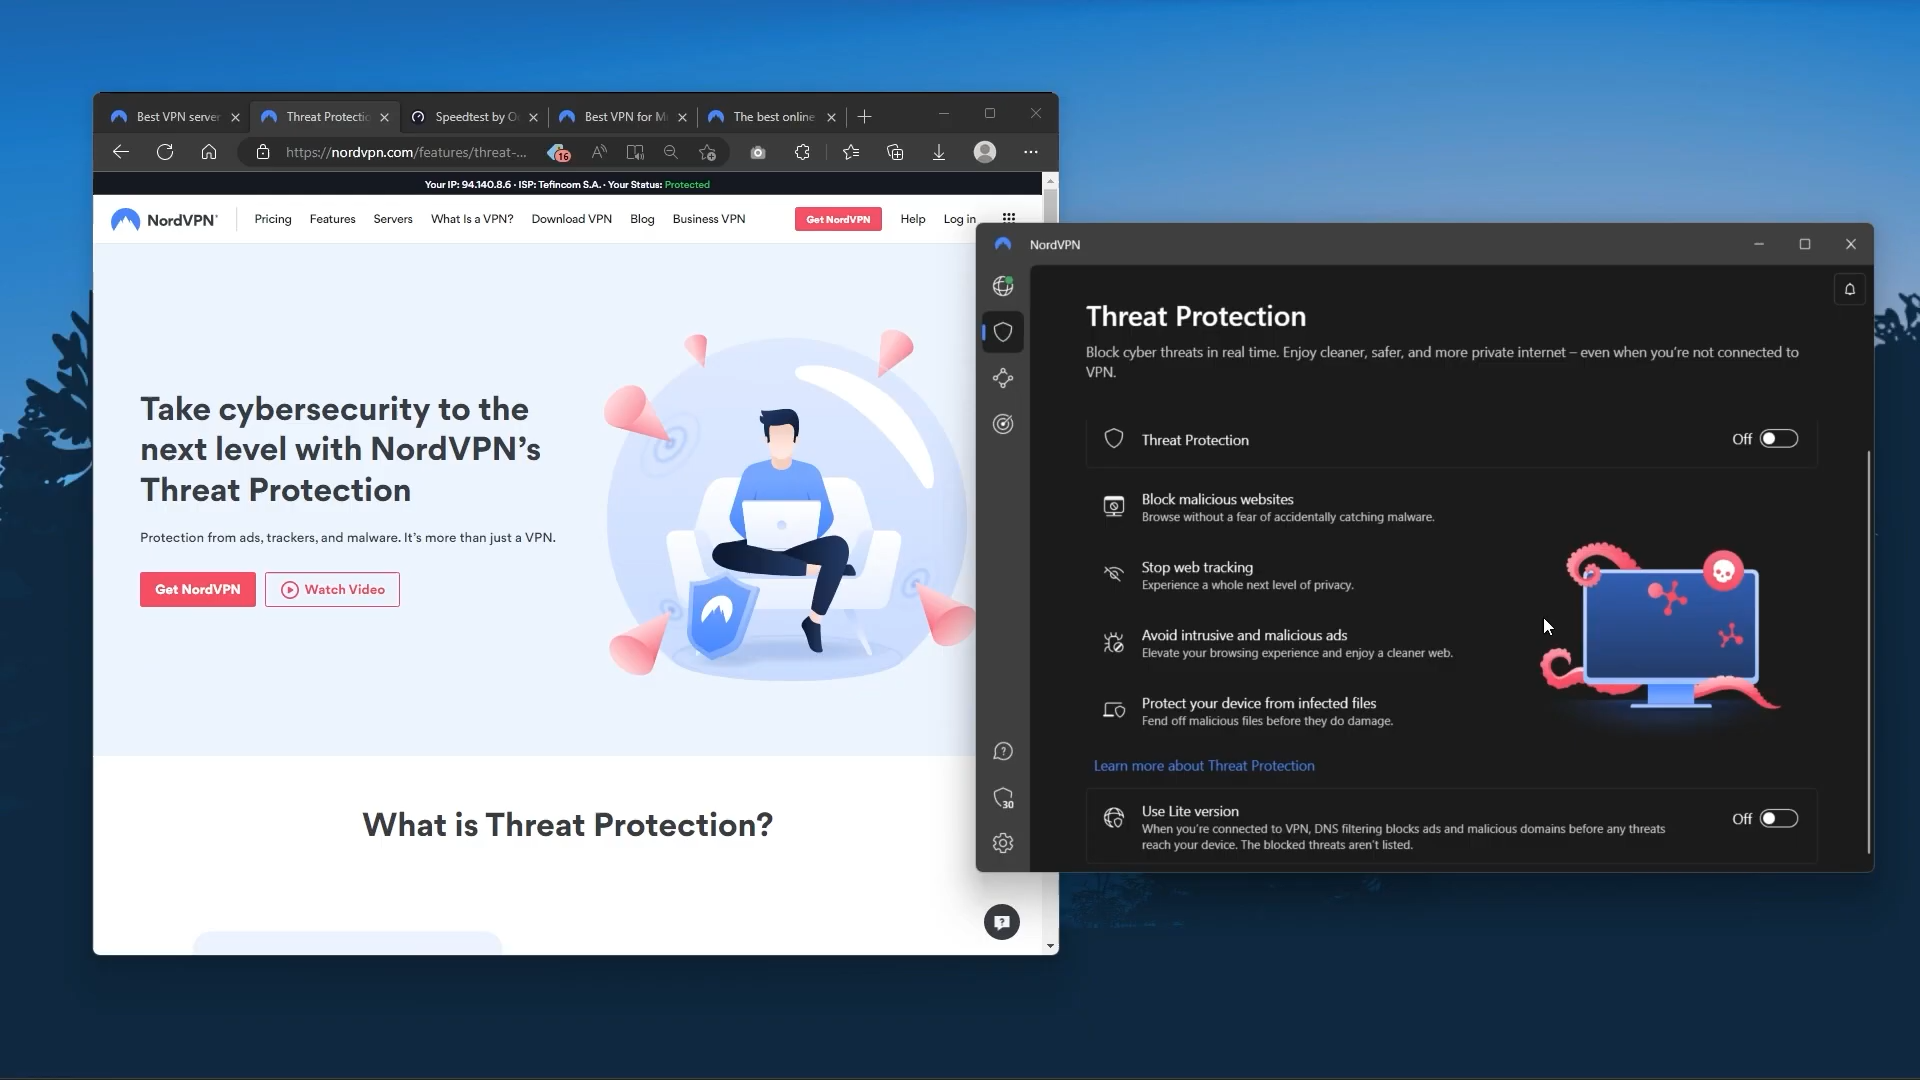 Best VPN server
Threat Protectio
Speedtest by O
Best VPN for M
The best online
https://nordvpn.com/features/threat-...
16
Your IP: 94.140.8.6 · ISP: Tefincom S.A. · Your Status: Protected
NordVPN®
Pricing
Features
Servers
What Is a VPN?
Download VPN
Blog
Business VPN
Get NordVPN
Help
Log in
Take cybersecurity to the
next level with NordVPN’s
Threat Protection
Protection from ads, trackers, and malware. It’s more than just a VPN.
Get NordVPN
Watch Video
What is Threat Protection?
NordVPN
Threat Protection
Block cyber threats in real time. Enjoy cleaner, safer, and more private internet – even when you’re not connected to
VPN.
Threat Protection
Off
Block malicious websites
Browse without a fear of accidentally catching malware.
Stop web tracking
Experience a whole next level of privacy.
Avoid intrusive and malicious ads
Elevate your browsing experience and enjoy a cleaner web.
Protect your device from infected files
Fend off malicious files before they do damage.
Learn more about Threat Protection
30
Use Lite version
Off
When you’re connected to VPN, DNS filtering blocks ads and malicious domains before any threats
reach your device. The blocked threats aren’t listed.